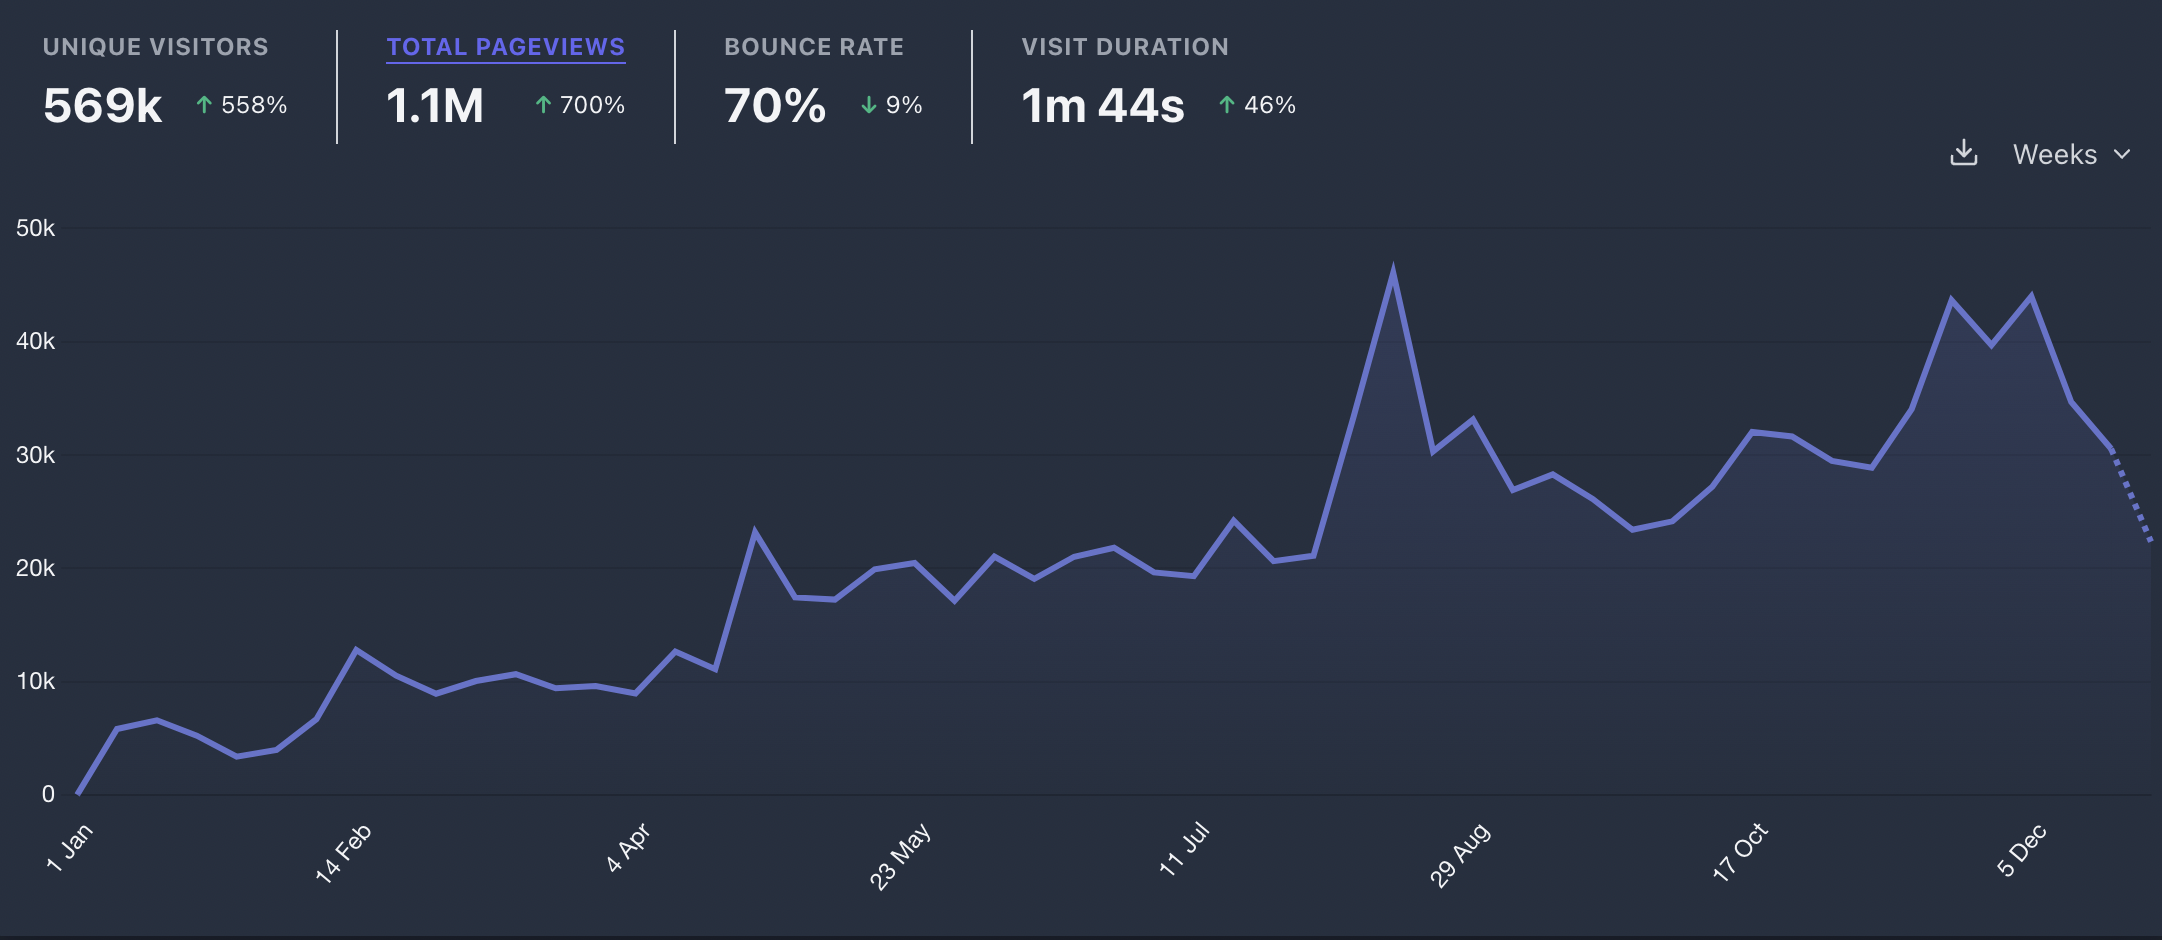 UNIQUE VISITORS
569k ↑ 558%
TOTAL PAGEVIEWS
1.1M ↑ 700%
BOUNCE RATE
70% ↓ 9%
VISIT DURATION
1m 44s ↑ 46%
Weeks
50k
40k
30k
20k
10k
0
1 Jan
14 Feb
4 Apr
23 May
11 Jul
29 Aug
17 Oct
5 Dec